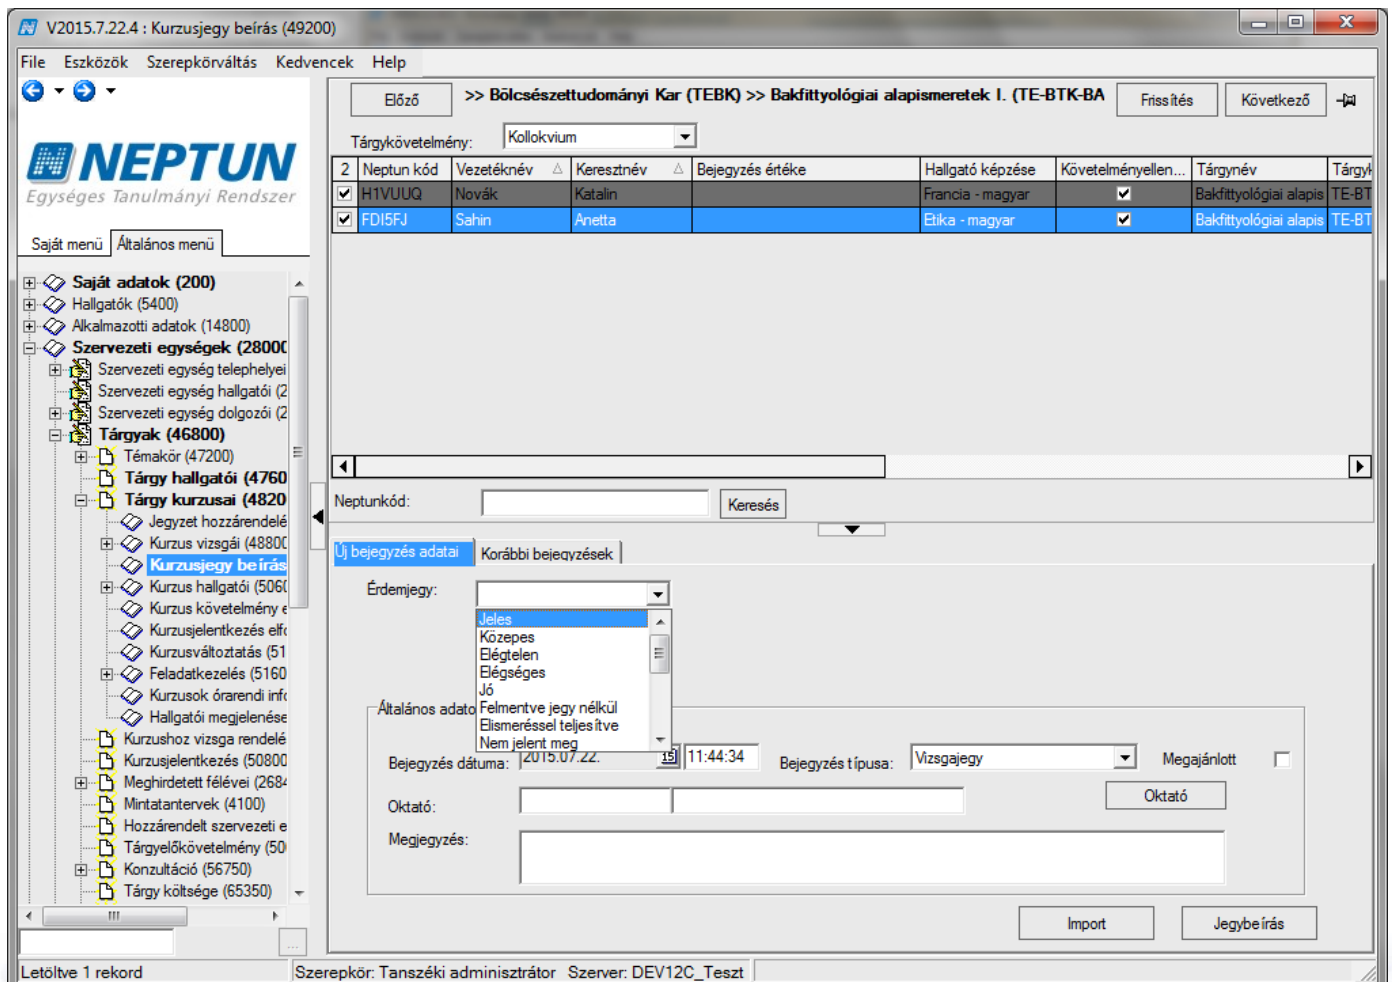 V2015.7.22.4 : Kurzusjegy beírás (49200)
File Eszközök Szerepkörváltás Kedvencek Help
Előző >> Bölcsészettudományi Kar (TEBK) >> Bakfittyológiai alapismeretek I. (TE-BTK-BA Frissítés Következő
Tárgykövetelmény: Kollokvium
NEPTUN
Egységes Tanulmányi Rendszer
2 Neptun kód Vezetéknév Keresztnév Bejegyzés értéke Hallgató képzése Követelményellen... Tárgynév Tárgyk
H1VUUQ Novák Katalin Francia - magyar Bakfittyológiai alapis TE-BT
FDI5FJ Sahin Anetta Etika - magyar Bakfittyológiai alapis TE-BT
Saját menü Általános menü
Saját adatok (200)
Hallgatók (5400)
Alkalmazotti adatok (14800)
Szervezeti egységek (28000
Szervezeti egység telephelyei
Szervezeti egység hallgatói (2
Szervezeti egység dolgozói (2
Tárgyak (46800)
Témakör (47200)
Tárgy hallgatói (4760
Tárgy kurzusai (4820
Jegyzet hozzárendelé
Kurzus vizsgái (48800
Kurzusjegy beírás
Kurzus hallgatói (5060
Kurzus követelmény e
Kurzusjelentkezés elfo
Kurzusváltoztatás (51
Feladatkezelés (5160
Kurzusok órarendi info
Hallgatói megjelenése
Kurzushoz vizsga rendelé
Kurzusjelentkezés (50800
Meghirdetett félévei (2684
Mintatantervek (4100)
Hozzárendelt szervezeti e
Tárgyelőkövetelmény (50
Konzultáció (56750)
Tárgy költsége (65350)
...
Neptunkód: Keresés
Új bejegyzés adatai Korábbi bejegyzések
Érdemjegy:
Jeles
Közepes
Elégtelen
Elégséges
Jó
Felmentve jegy nélkül
Elismeréssel teljesítve
Nem jelent meg
Általános adato
Bejegyzés dátuma: 2015.07.22. 15 11:44:34 Bejegyzés típusa: Vizsgajegy Megajánlott
Oktató: Oktató
Megjegyzés:
Import Jegybeírás
Letöltve 1 rekord Szerepkör: Tanszéki adminisztrátor Szerver: DEV12C_Teszt